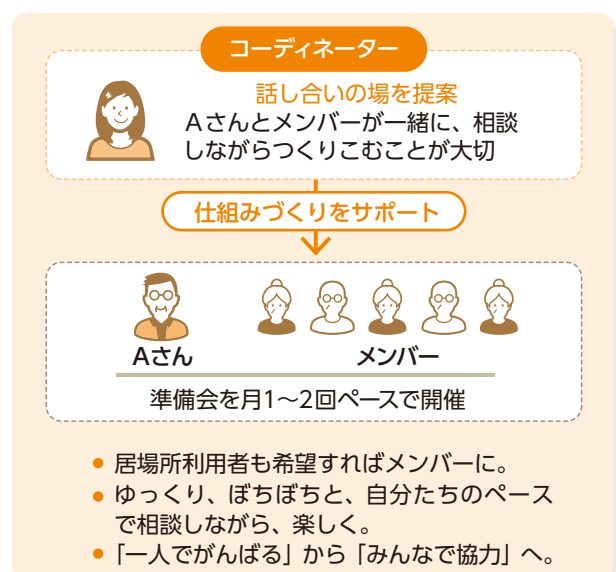 コーディネーター
話し合いの場を提案
Aさんとメンバーが一緒に、相談
しながらつくりこむことが大切
仕組みづくりをサポート
Aさん
メンバー
準備会を月1〜2回ペースで開催
● 居場所利用者も希望すればメンバーに。
● ゆっくり、ぼちぼちと、自分たちのペース
で相談しながら、楽しく。
● 「一人でがんばる」から「みんなで協力」へ。